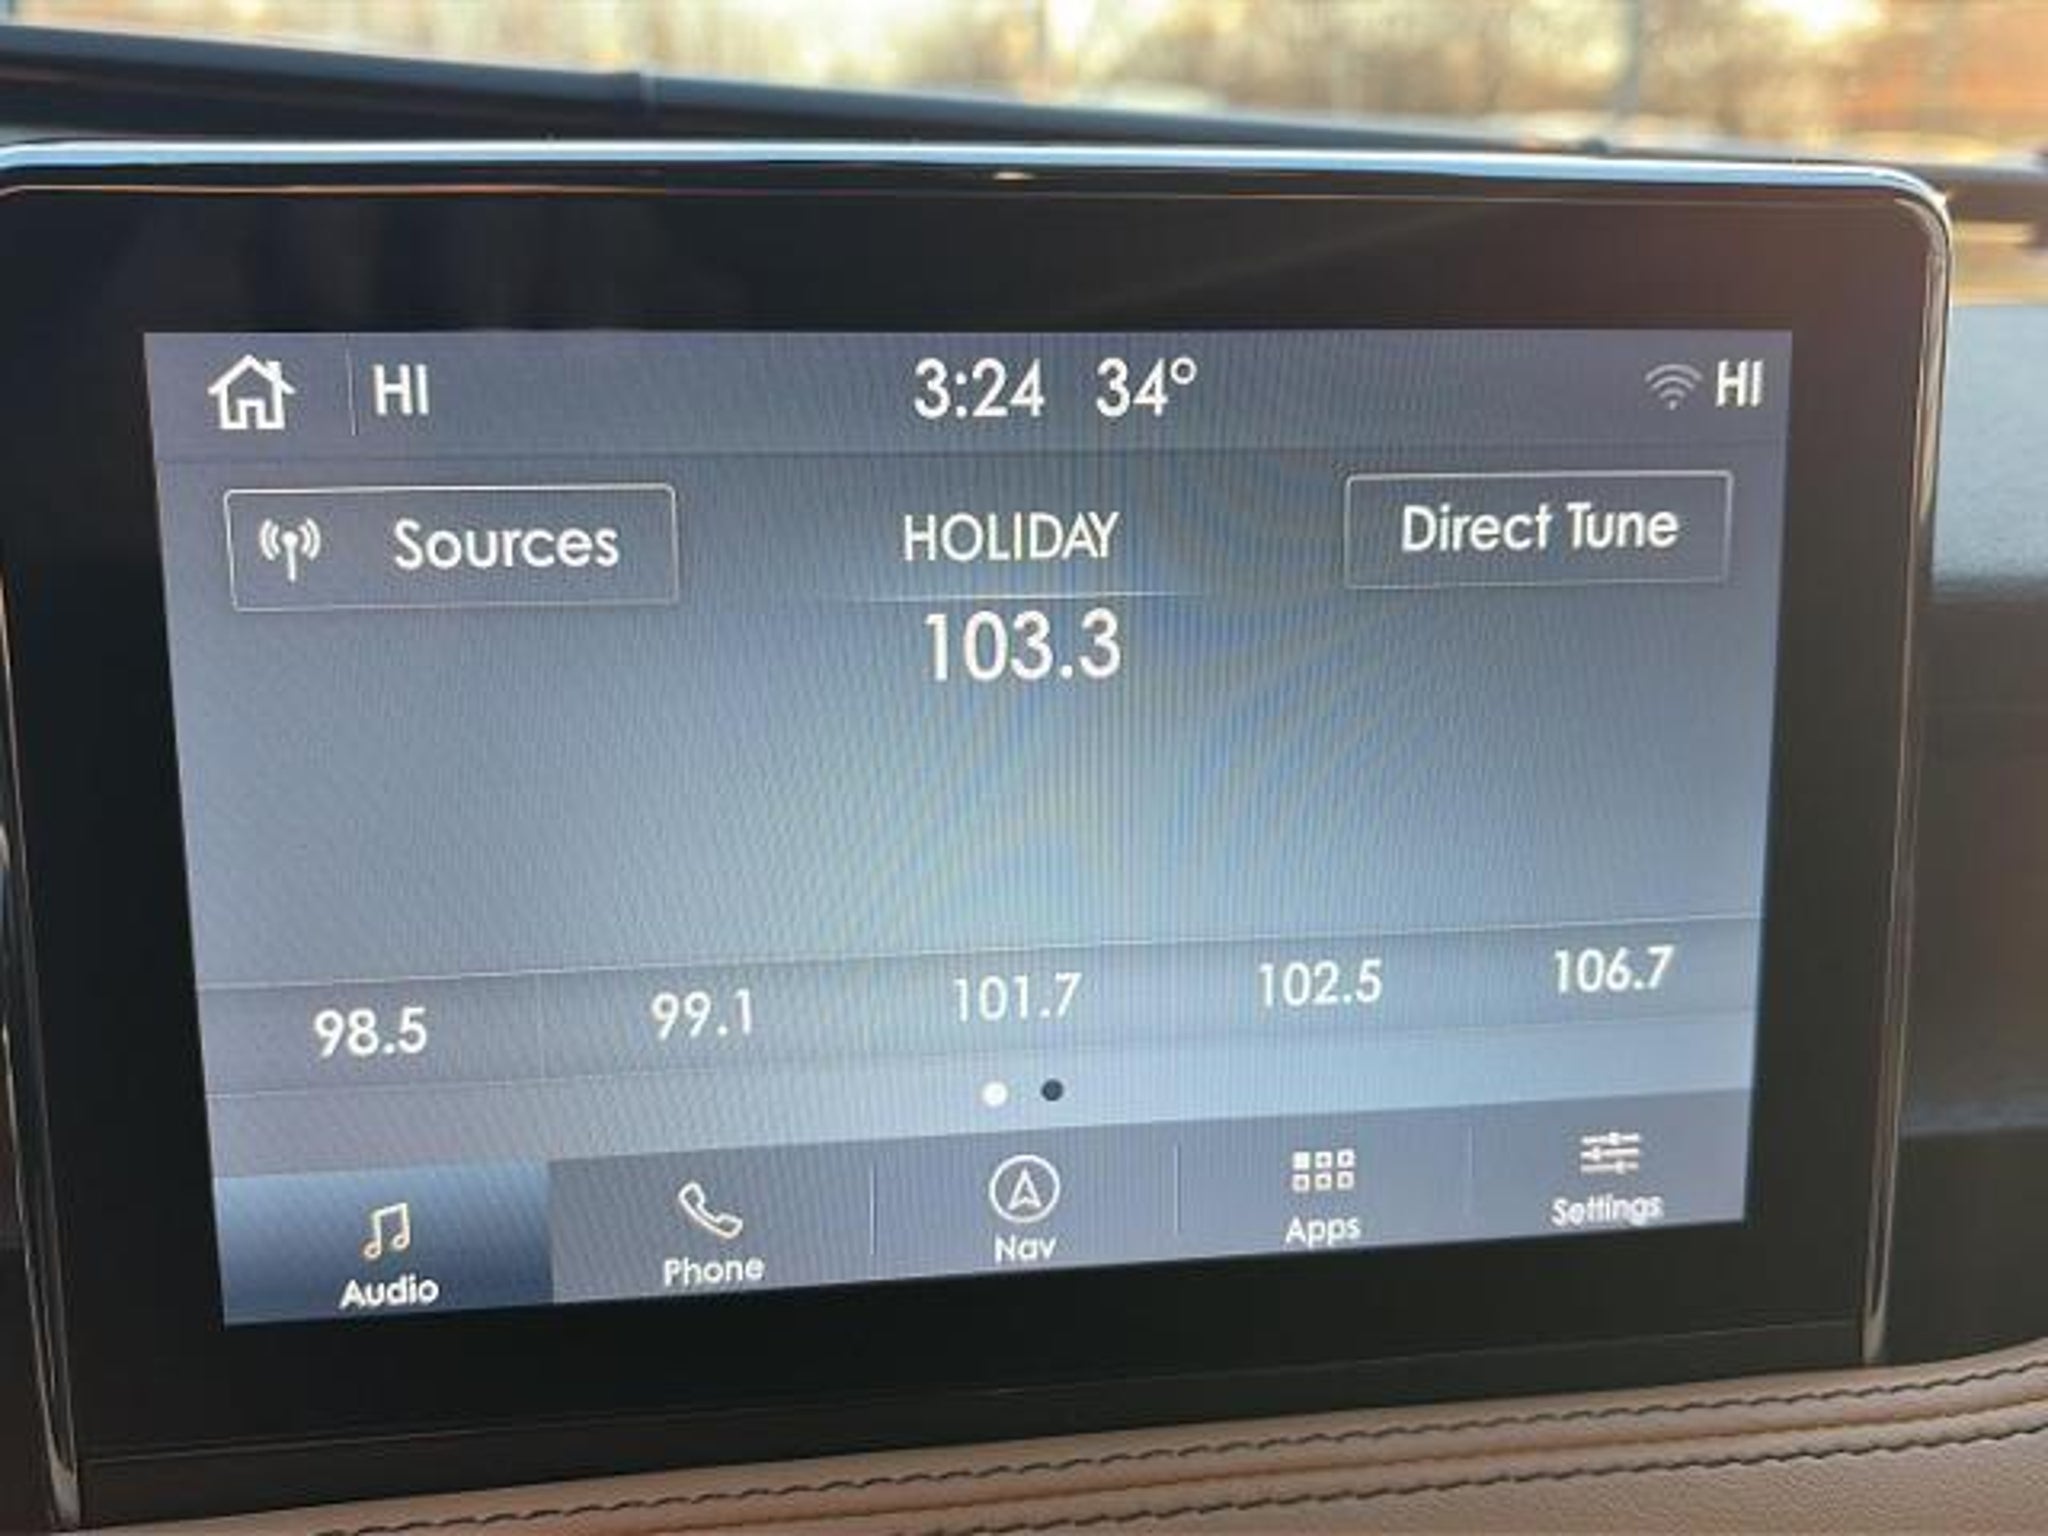 HI 3:24 34° HI
Sources HOLIDAY Direct Tune
103.3
98.5 99.1 101.7 102.5 106.7
Audio Phone Nav Apps Settings